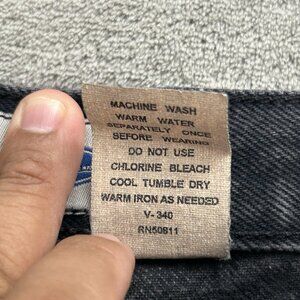 MACHINE WASH
WARM WATER
SEPARATELY ONCE
BEFORE WEARING
DO NOT USE
CHLORINE BLEACH
COOL TUMBLE DRY
WARM IRON AS NEEDED
V-340
RN50811